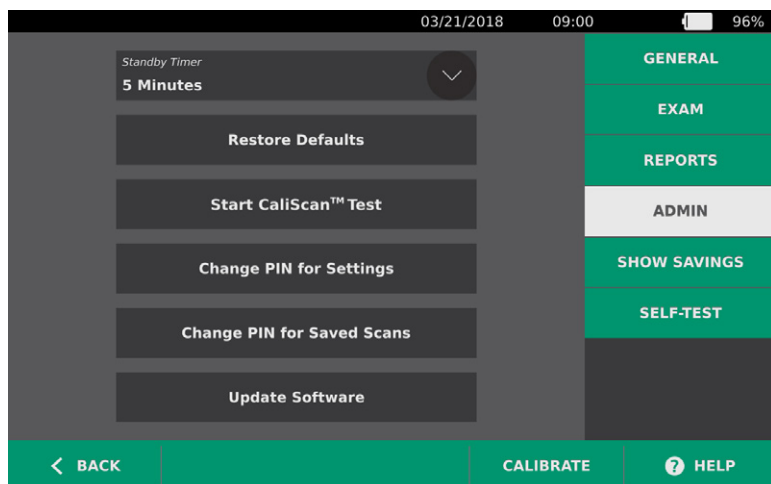 03/21/2018 09:00 96%
Standby Timer
5 Minutes
Restore Defaults
Start CaliScan™ Test
Change PIN for Settings
Change PIN for Saved Scans
Update Software
GENERAL
EXAM
REPORTS
ADMIN
SHOW SAVINGS
SELF-TEST
BACK CALIBRATE ? HELP